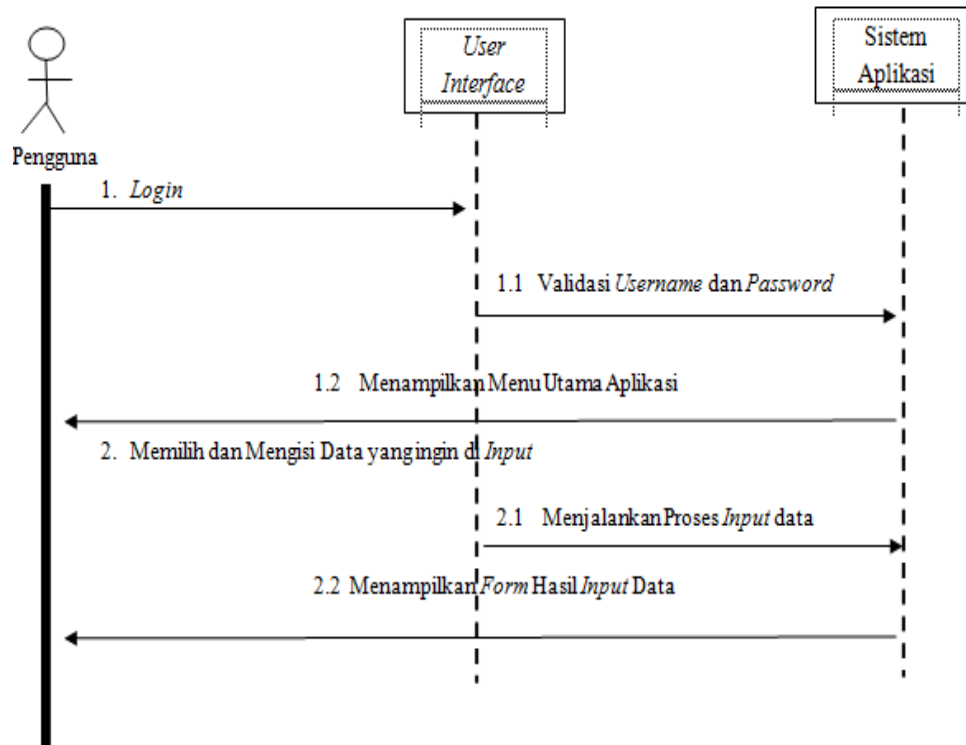 User
Interface
Sistem
Aplikasi
Pengguna
1. Login
1.1 Validasi Username dan Password
1.2 Menampilkan Menu Utama Aplikasi
2. Memilih dan Mengisi Data yang ingin di Input
2.1 Menjalankan Proses Input data
2.2 Menampilkan Form Hasil Input Data